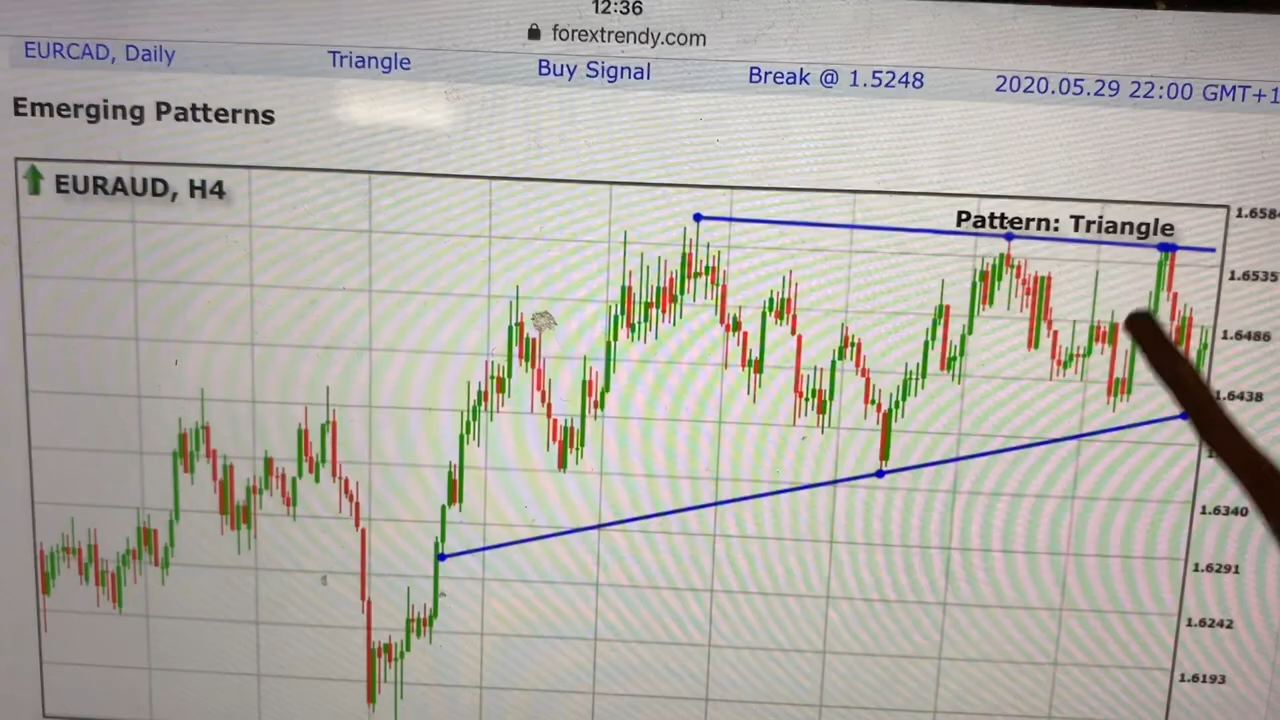 12:36
forextrendy.com
EURCAD, Daily Triangle Buy Signal Break @ 1.5248 2020.05.29 22:00 GMT+1
Emerging Patterns
EURAUD, H4
Pattern: Triangle
1.6584
1.6535
1.6486
1.6438
1.6340
1.6291
1.6242
1.6193